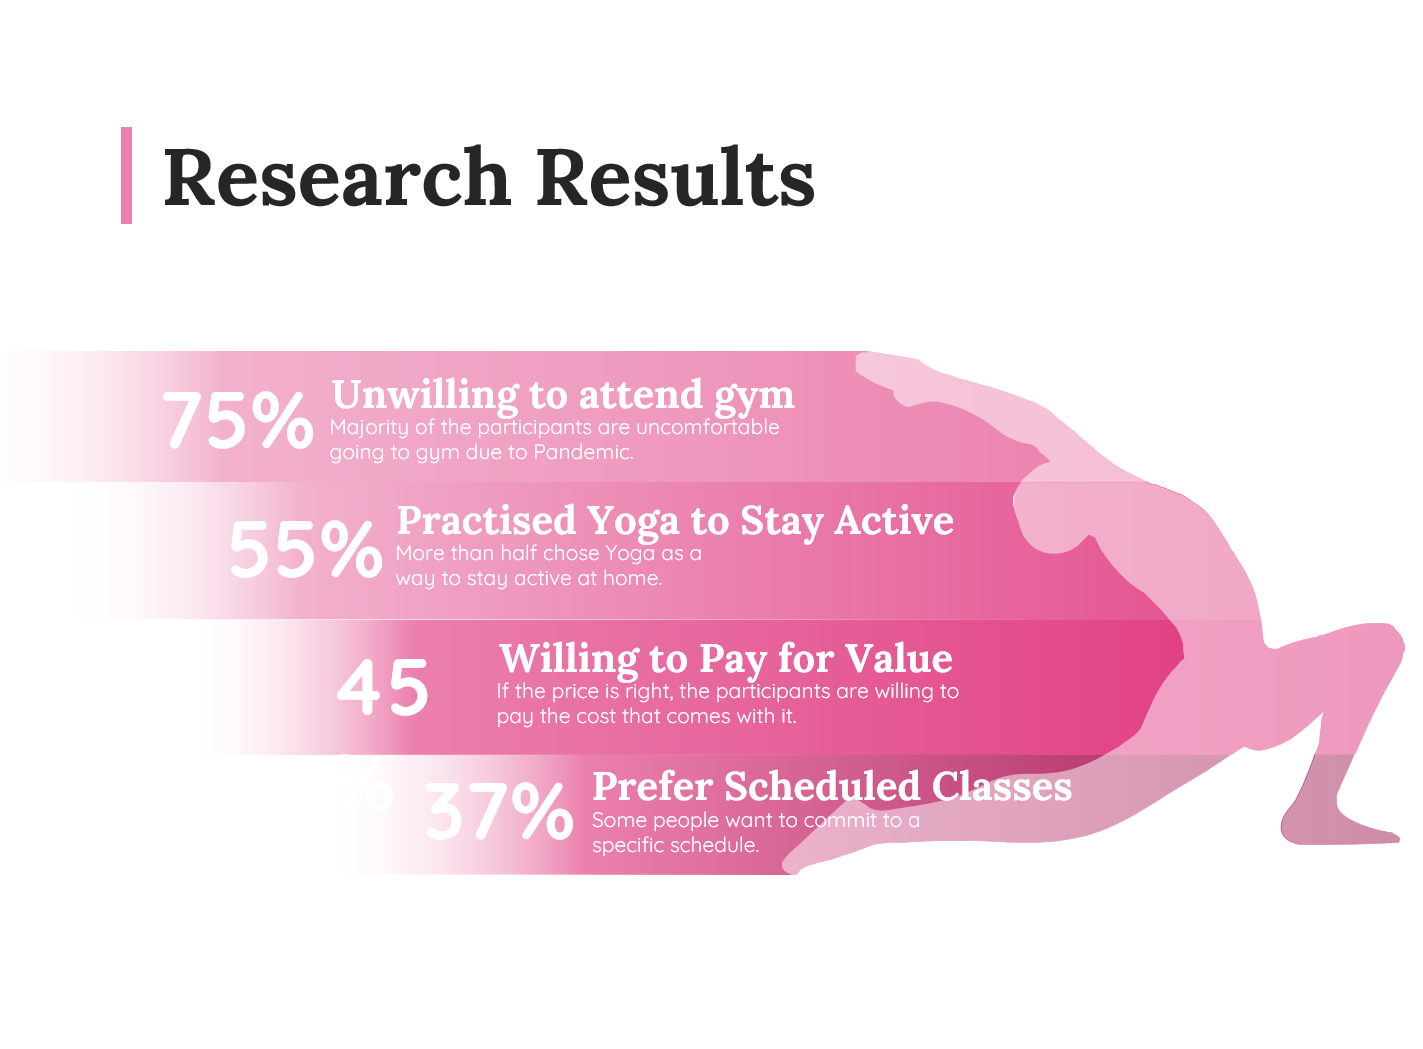 Research Results
75%
Unwilling to attend gym
Majority of the participants are uncomfortable
going to gym due to Pandemic.
55%
Practised Yoga to Stay Active
More than half chose Yoga as a
way to stay active at home.
45
%
Willing to Pay for Value
If the price is right, the participants are willing to
pay the cost that comes with it.
37%
Prefer Scheduled Classes
Some people want to commit to a
specific schedule.